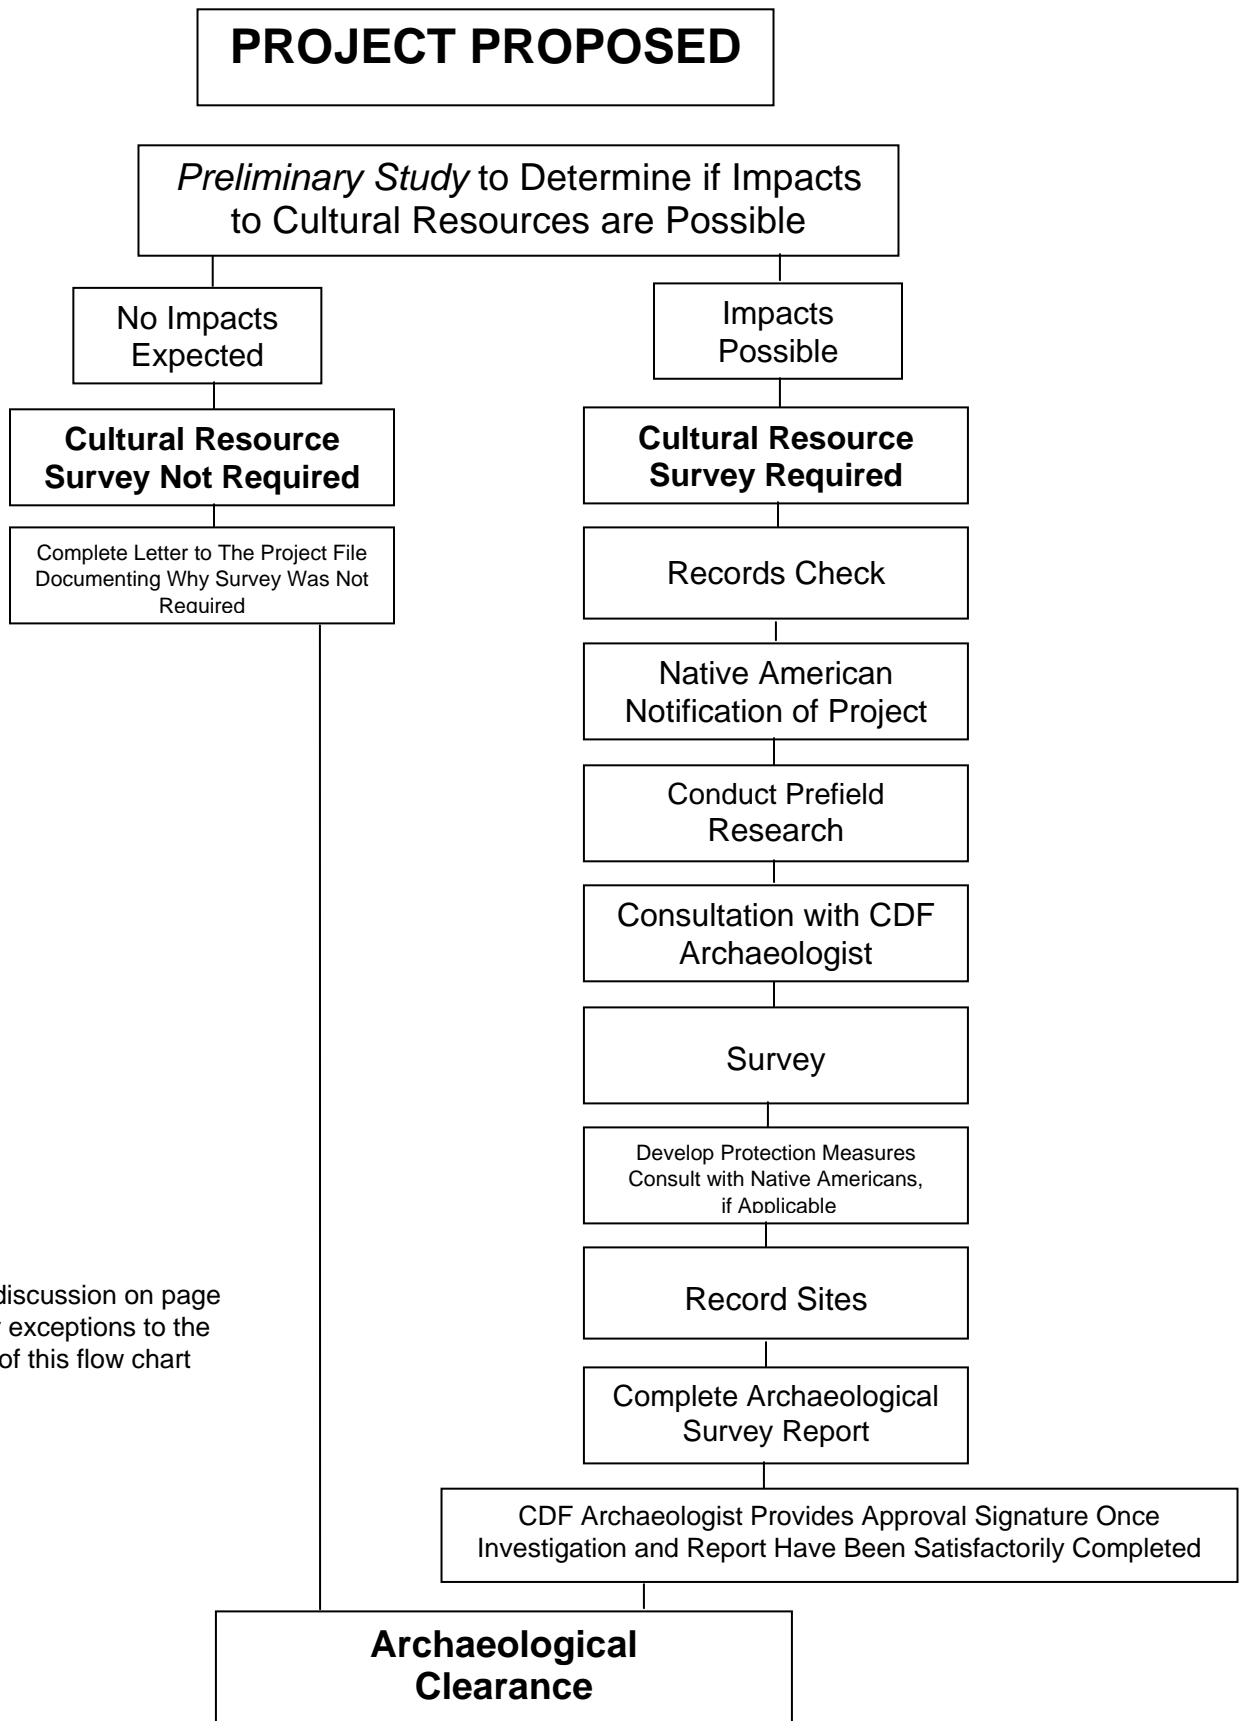 PROJECT PROPOSED
Preliminary Study to Determine if Impacts
to Cultural Resources are Possible
No Impacts
Expected
Cultural Resource
Survey Not Required
Complete Letter to The Project File
Documenting Why Survey Was Not
Required
Impacts
Possible
Cultural Resource
Survey Required
Records Check
Native American
Notification of Project
Conduct Prefield
Research
Consultation with CDF
Archaeologist
Survey
Develop Protection Measures
Consult with Native Americans,
if Applicable
Record Sites
discussion on page
exceptions to the
of this flow chart
Complete Archaeological
Survey Report
CDF Archaeologist Provides Approval Signature Once
Investigation and Report Have Been Satisfactorily Completed
Archaeological
Clearance